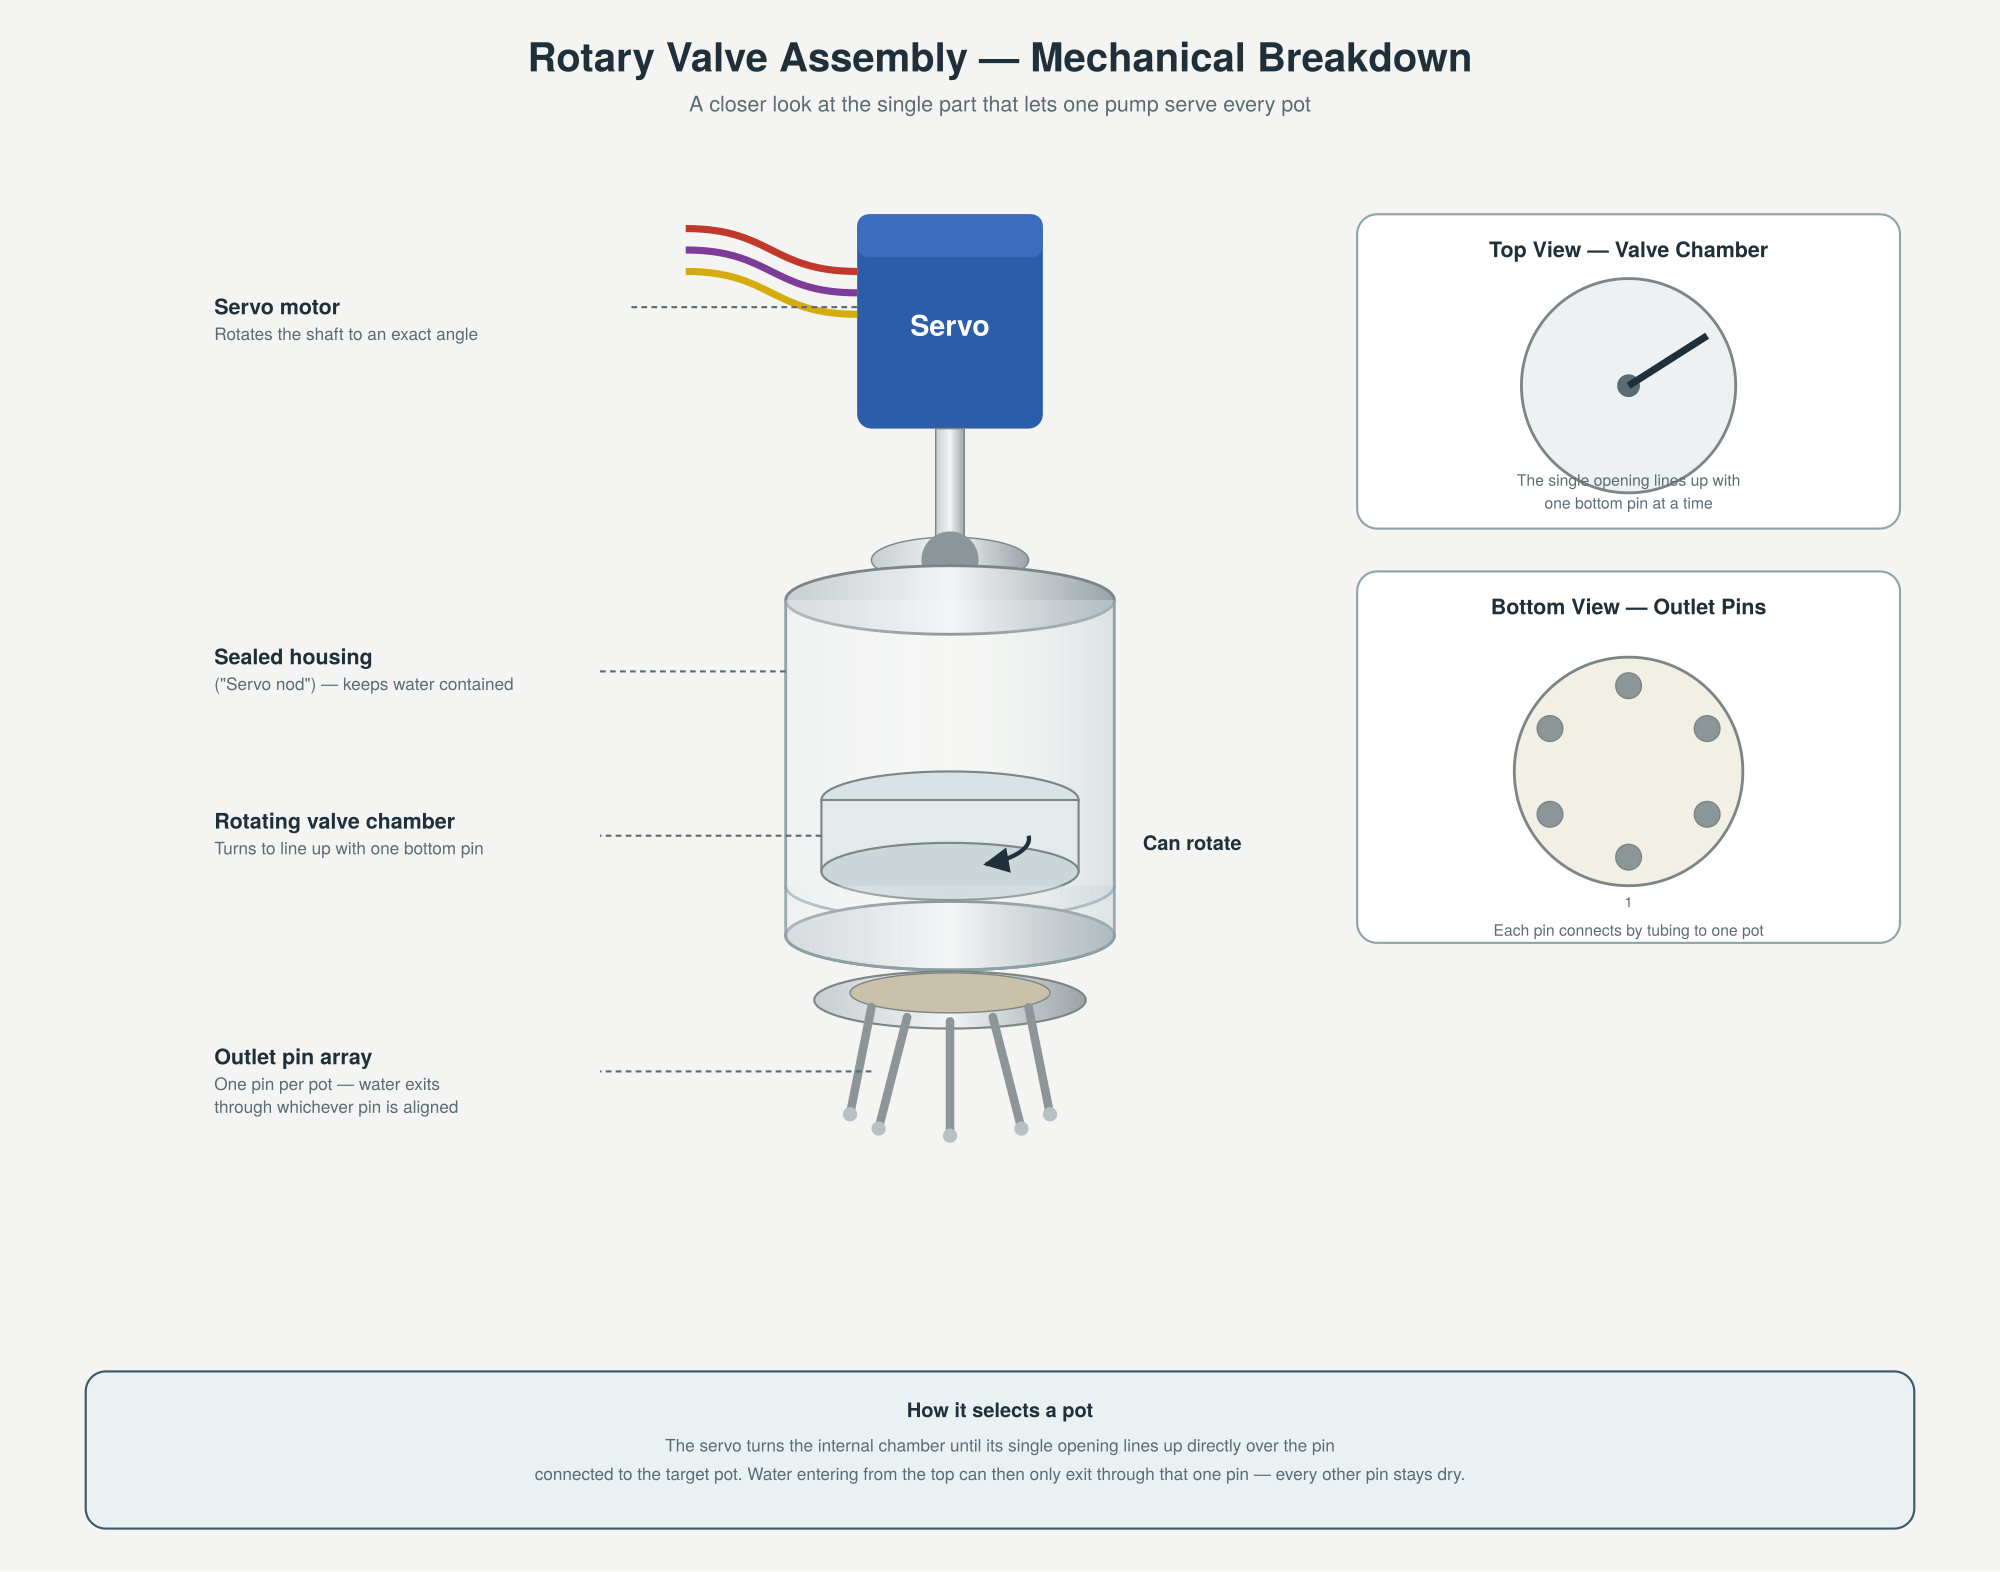 Rotary Valve Assembly — Mechanical Breakdown
A closer look at the single part that lets one pump serve every pot
Servo
Servo motor
Rotates the shaft to an exact angle
Sealed housing
("Servo nod") — keeps water contained
Rotating valve chamber
Turns to line up with one bottom pin
Can rotate
Outlet pin array
One pin per pot — water exits
through whichever pin is aligned
Top View — Valve Chamber
The single opening lines up with
one bottom pin at a time
Bottom View — Outlet Pins
1
Each pin connects by tubing to one pot
How it selects a pot
The servo turns the internal chamber until its single opening lines up directly over the pin
connected to the target pot. Water entering from the top can then only exit through that one pin — every other pin stays dry.